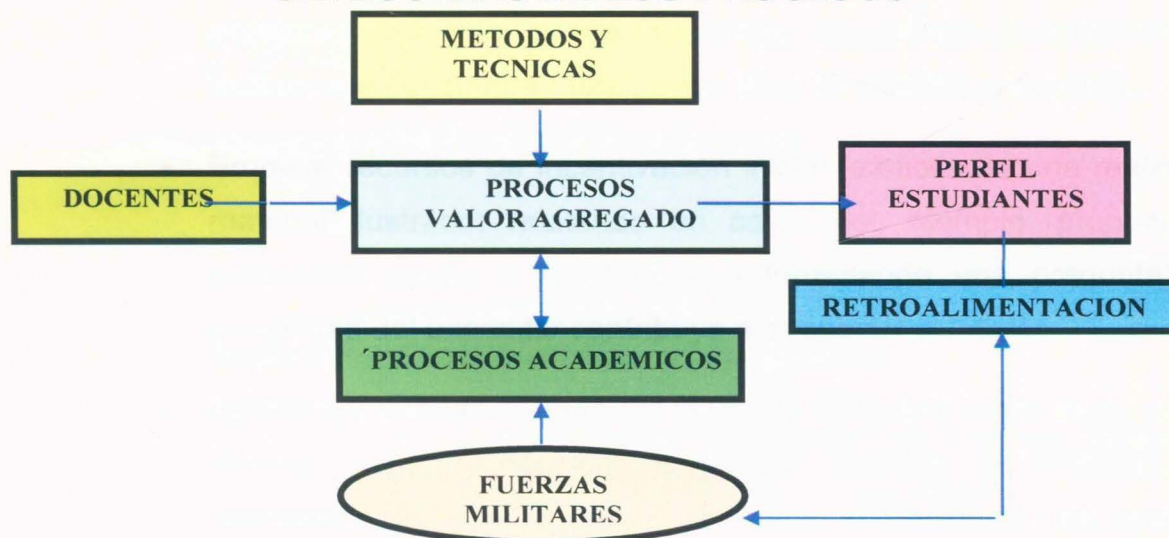 METODOS Y
TECNICAS
DOCENTES
PROCESOS
VALOR AGREGADO
PERFIL
ESTUDIANTES
RETROALIMENTACION
´PROCESOS ACADEMICOS
FUERZAS
MILITARES